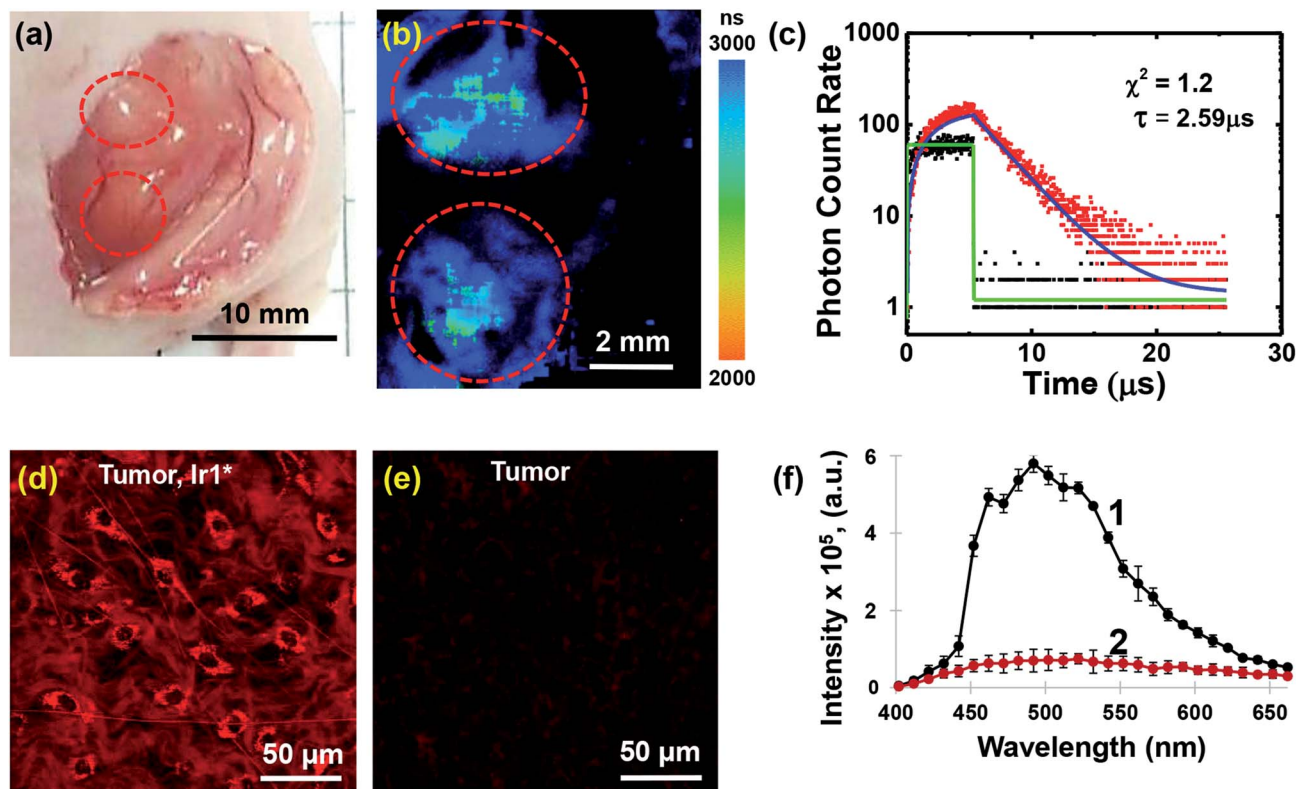 (a)
10 mm
(b)
2 mm
ns
3000
2000
(c)
Photon Count Rate
1000
100
10
1
χ² = 1.2
τ = 2.59μs
0
10
20
30
Time (μs)
(d)
Tumor, Ir1*
50 μm
(e)
Tumor
50 μm
(f)
Intensity x 10⁵, (a.u.)
6
4
2
0
1
2
400
450
500
550
600
650
Wavelength (nm)